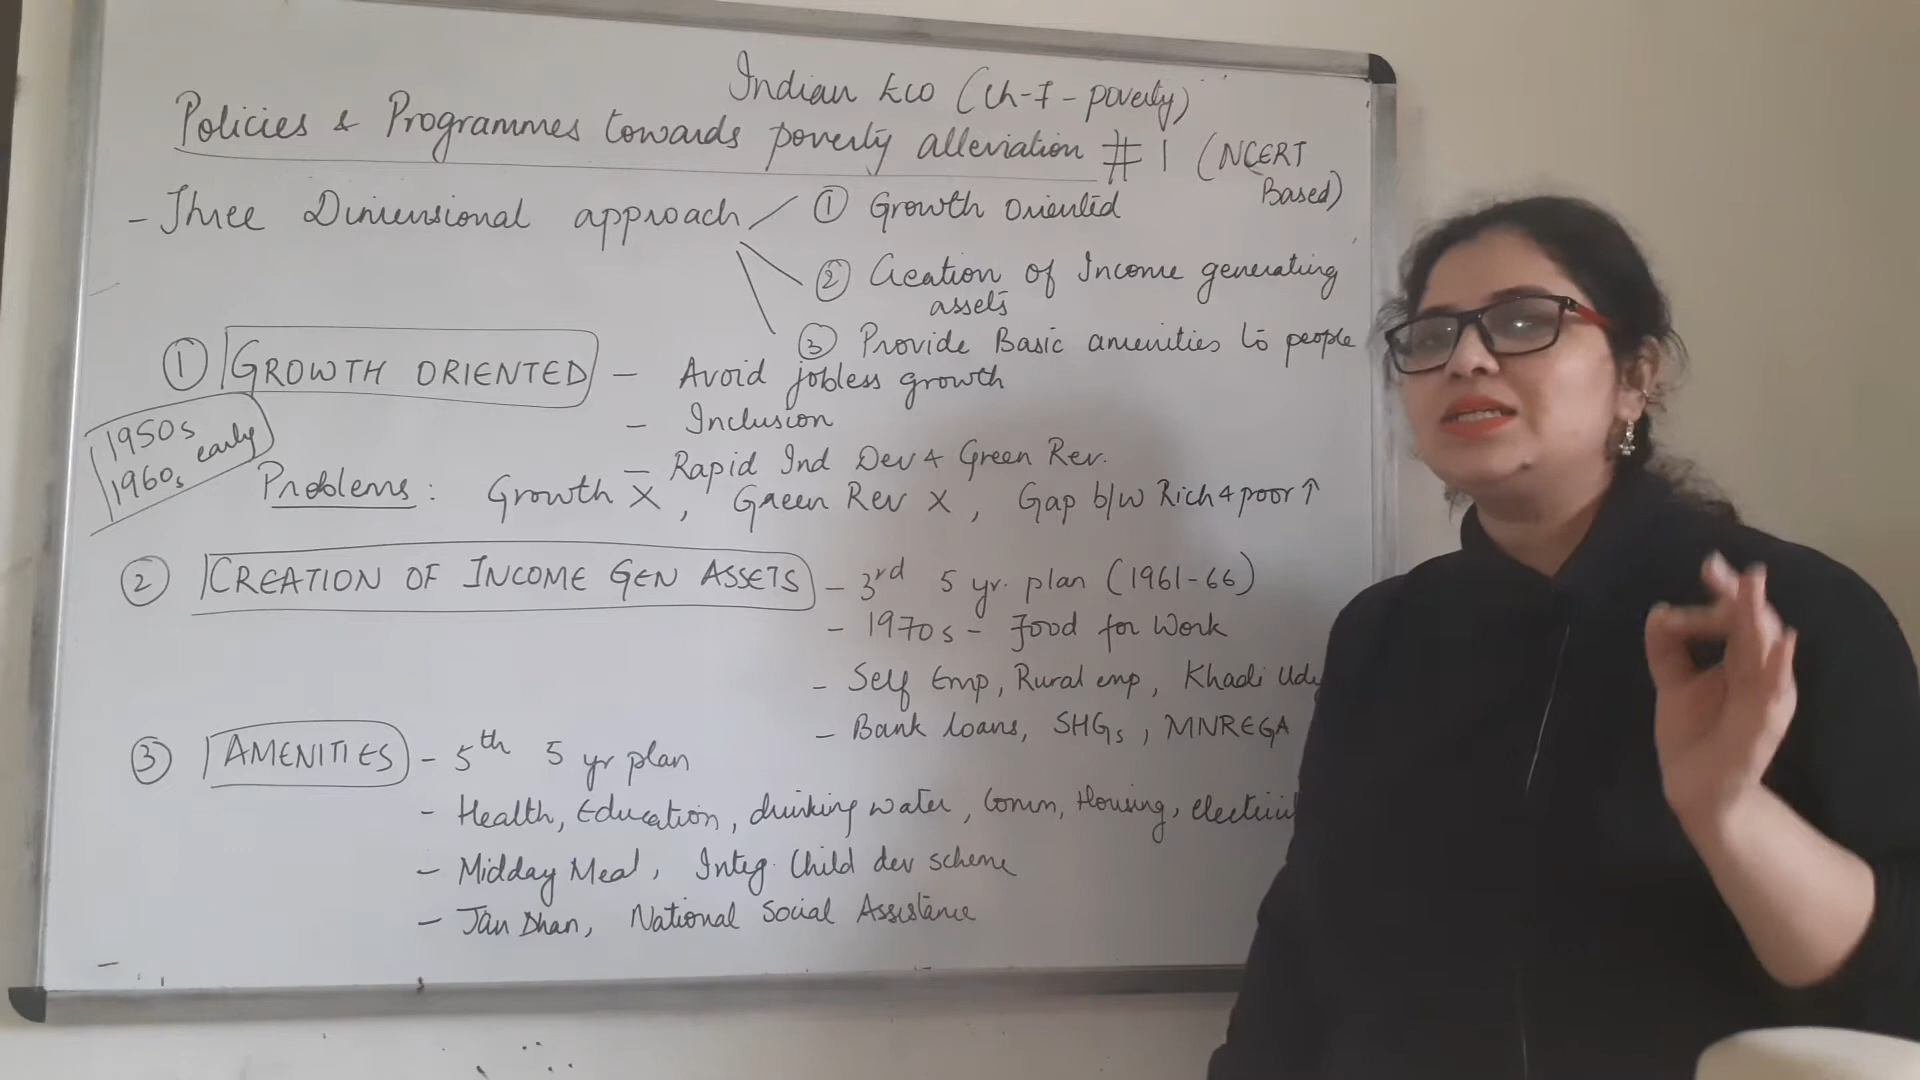 Indian Eco (Ch-I - poverty)
Policies & Programmes towards poverty alleviation # 1 (NCERT Based)
- Three Dimensional approach
① Growth Oriented
② Creation of Income generating assets
③ Provide Basic amenities to people
① GROWTH ORIENTED - Avoid jobless growth
- Inclusion
- Rapid Ind Dev & Green Rev.
1950s
1960s early
Problems: Growth X, Green Rev X, Gap b/w Rich & poor ↑
② CREATION OF INCOME GEN ASSETS - 3rd 5 yr. plan (1961-66)
- 1970s - Food for Work
- Self Emp, Rural emp, Khadi
- Bank loans, SHGs, MNREGA
③ AMENITIES - 5th 5 yr plan
- Health, Education, drinking water, Comm, Housing,
- Midday Meal, Integ. Child dev scheme
- Jan Dhan, National Social Assistance